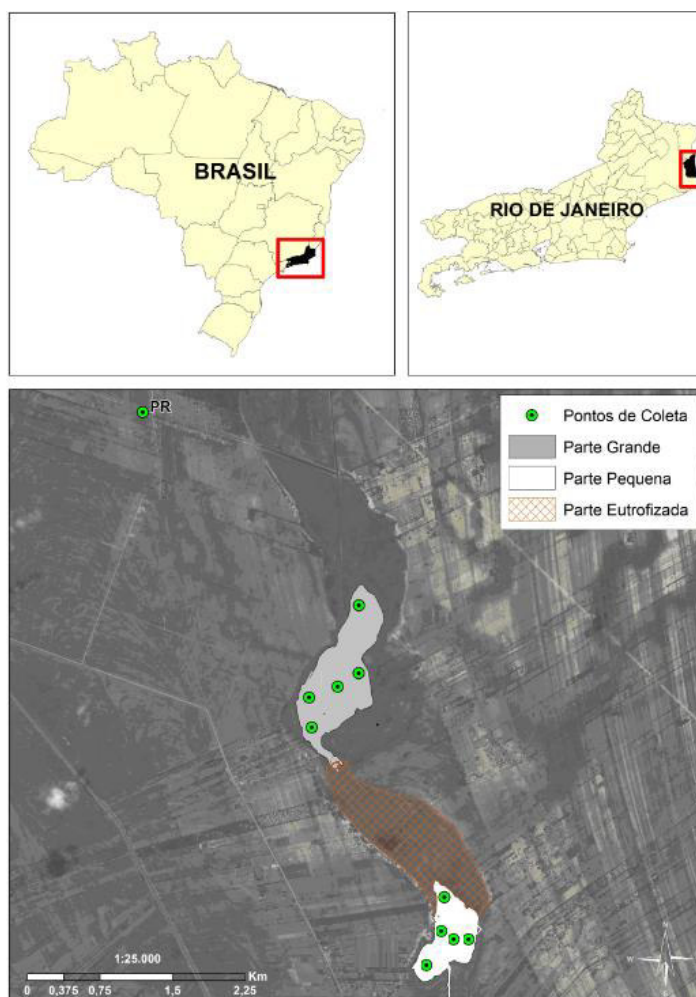 BRASIL
RIO DE JANEIRO
PR
Pontos de Coleta
Parte Grande
Parte Pequena
Parte Eutrofizada
1:25.000
Km
0 0,375 0,75 1,5 2,25